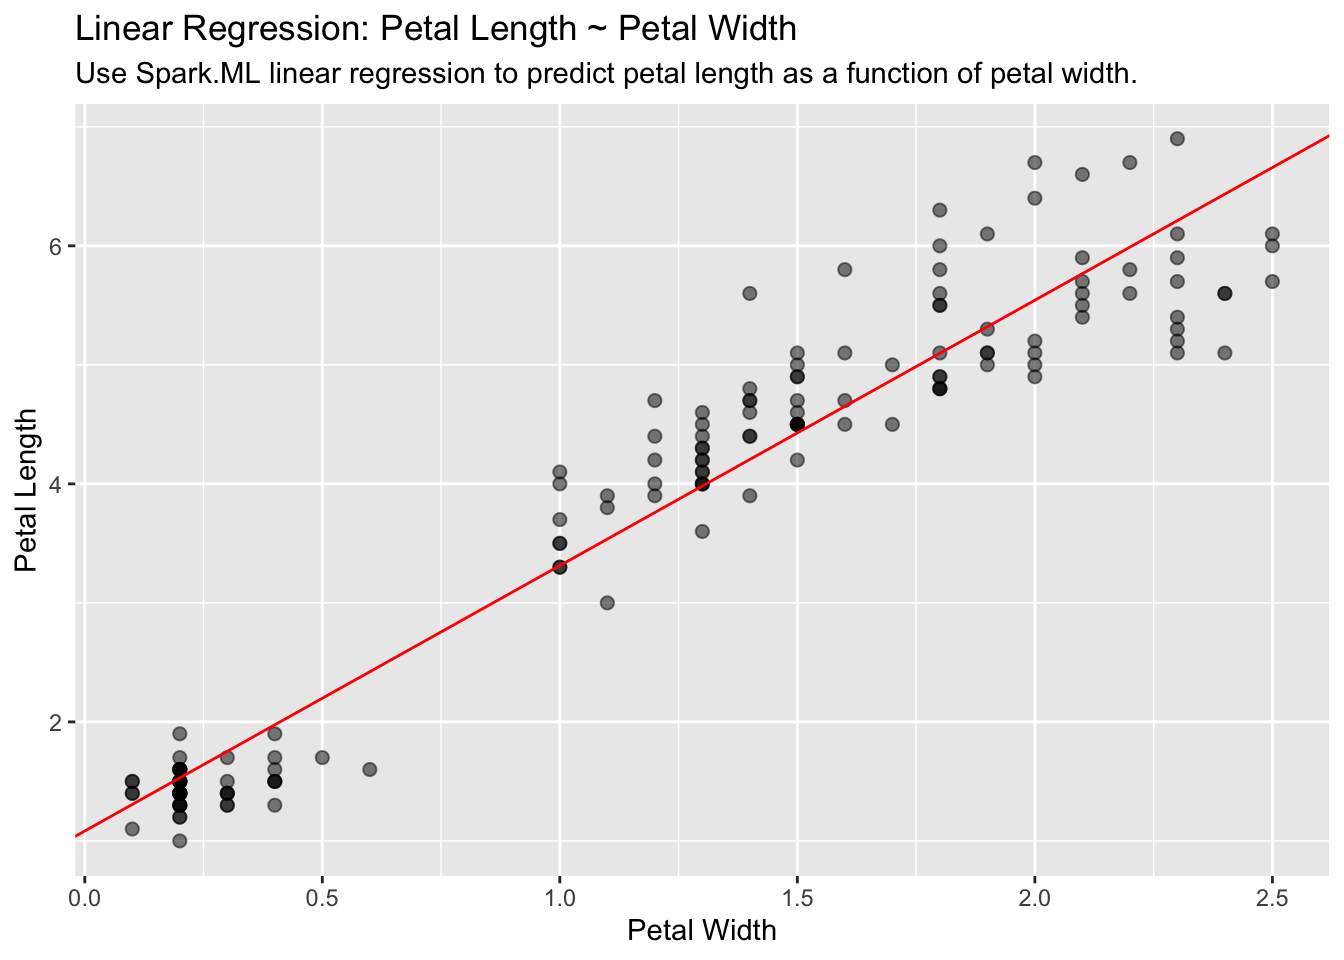 Linear Regression: Petal Length ~ Petal Width
Use Spark.ML linear regression to predict petal length as a function of petal width.
Petal Length
6
4
2
0.0 0.5 1.0 1.5 2.0 2.5
Petal Width